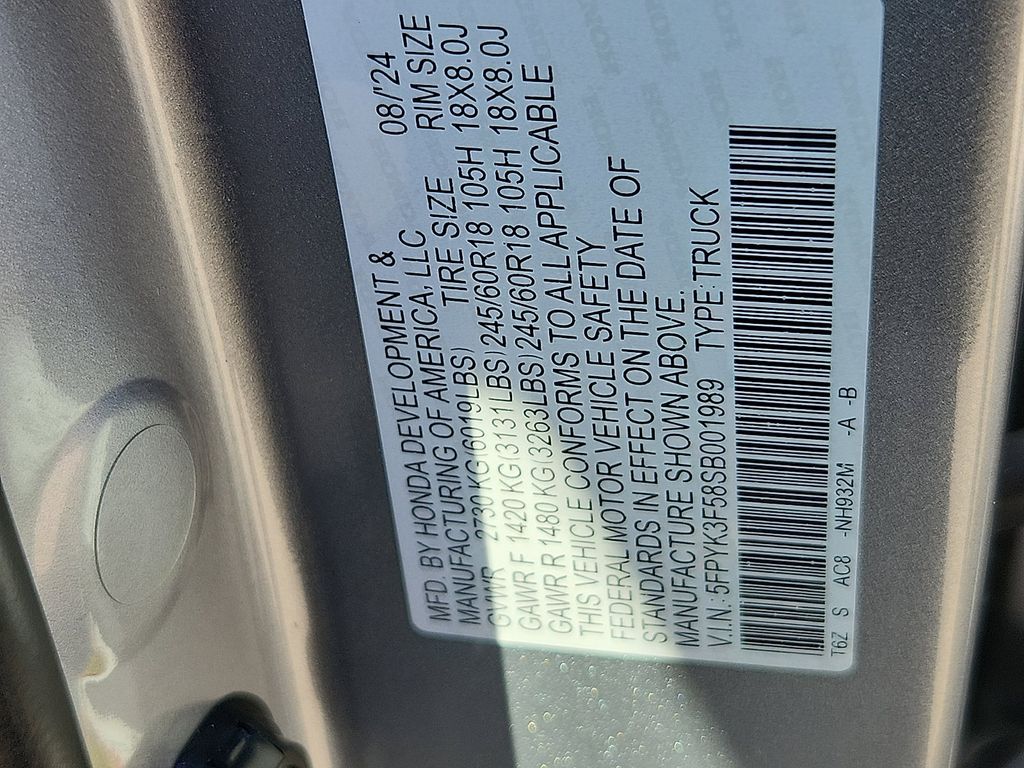 MFD. BY HONDA DEVELOPMENT & 08/'24
MANUFACTURING OF AMERICA, LLC RIM SIZE
GVWR 2730 KG(6019LBS) TIRE SIZE
GAWR F 1420 KG(3131LBS) 245/60R18 105H 18X8.0J
GAWR R 1480 KG(3263LBS) 245/60R18 105H 18X8.0J
THIS VEHICLE CONFORMS TO ALL APPLICABLE
FEDERAL MOTOR VEHICLE SAFETY
STANDARDS IN EFFECT ON THE DATE OF
MANUFACTURE SHOWN ABOVE.
V.I.N.: 5FPYK3F58SB001989 TYPE: TRUCK
T6Z S AC8 -NH932M -A -B